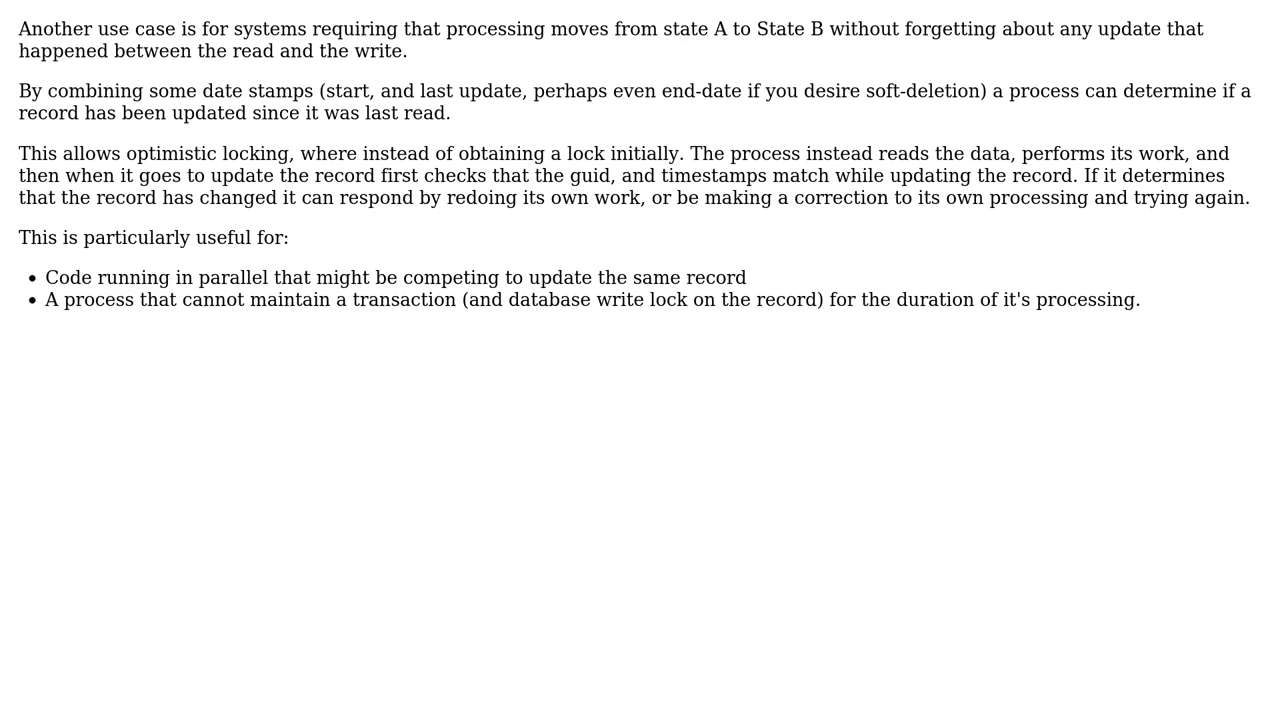 Another use case is for systems requiring that processing moves from state A to State B without forgetting about any update that
happened between the read and the write.
By combining some date stamps (start, and last update, perhaps even end-date if you desire soft-deletion) a process can determine if a
record has been updated since it was last read.
This allows optimistic locking, where instead of obtaining a lock initially. The process instead reads the data, performs its work, and
then when it goes to update the record first checks that the guid, and timestamps match while updating the record. If it determines
that the record has changed it can respond by redoing its own work, or be making a correction to its own processing and trying again.
This is particularly useful for:
• Code running in parallel that might be competing to update the same record
• A process that cannot maintain a transaction (and database write lock on the record) for the duration of it's processing.